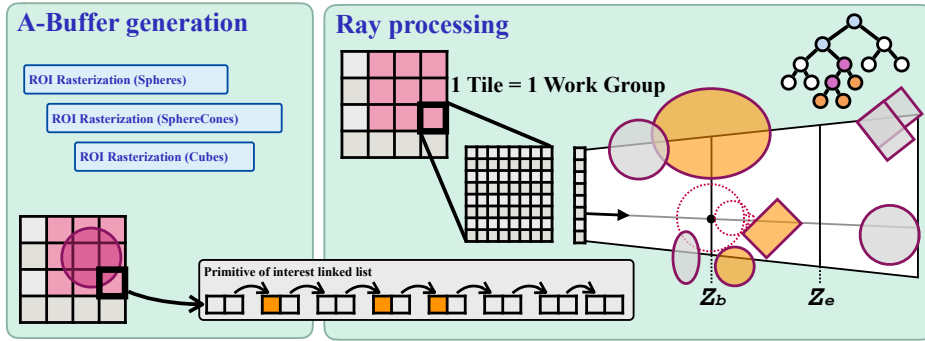 A-Buffer generation
ROI Rasterization (Spheres)
ROI Rasterization (SphereCones)
ROI Rasterization (Cubes)
Ray processing
1 Tile = 1 Work Group
Primitive of interest linked list
Zb
Ze